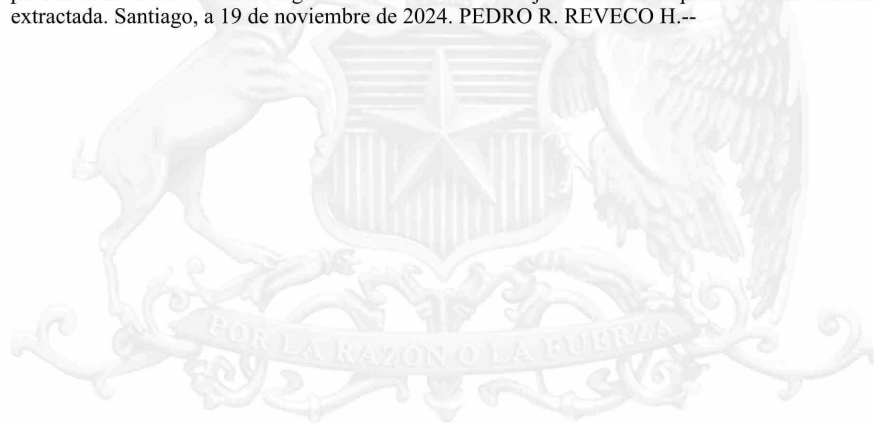 extractada. Santiago, a 19 de noviembre de 2024. PEDRO R. REVECO H.--
POR LA RAZON O LA FUERZA